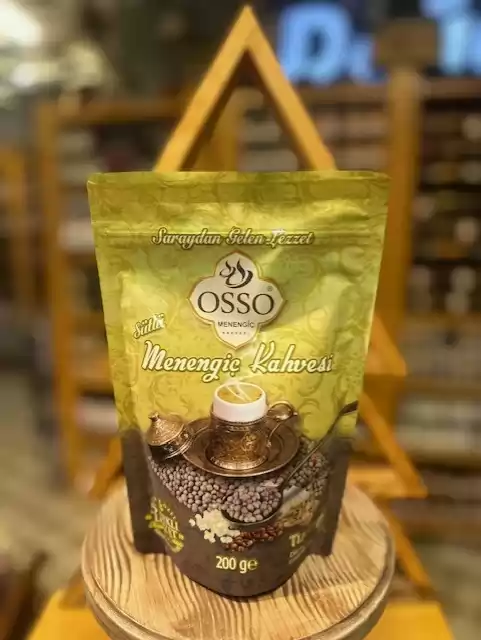 Saraydan Gelen Lezzet
OSSO
®
MENENGİÇ
Sütlü
Menengiç Kahvesi
200 g e